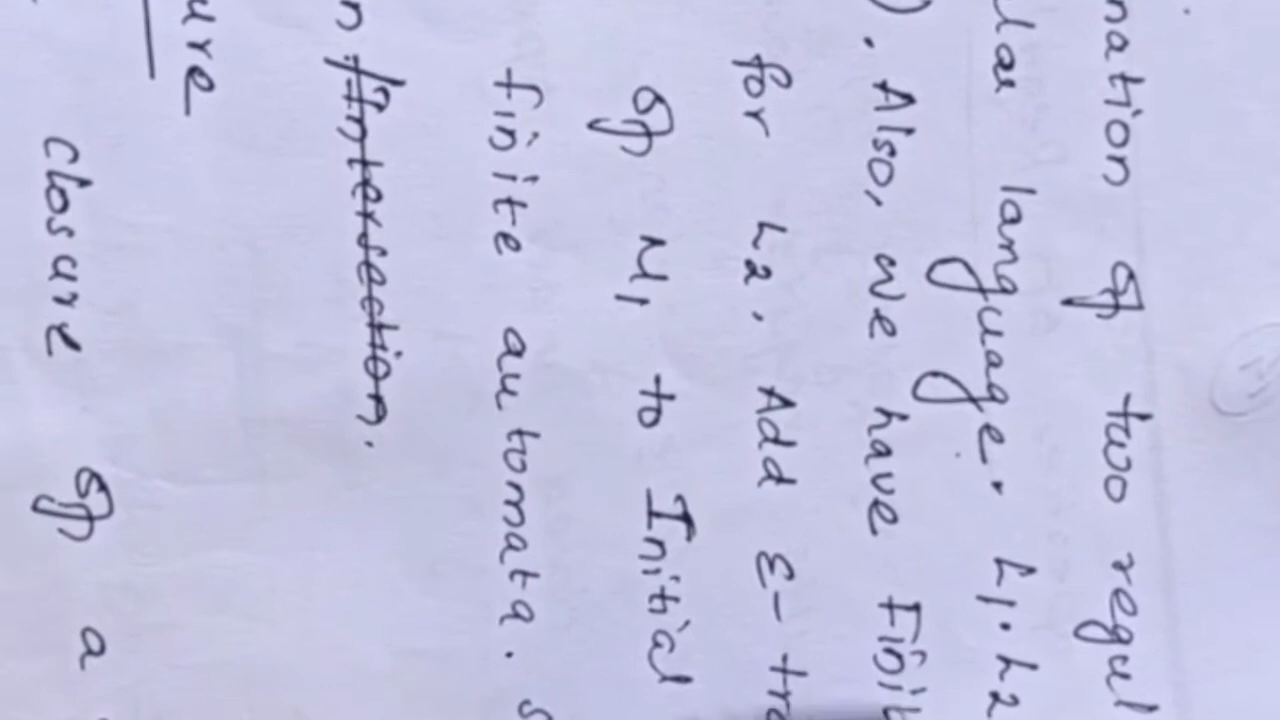 nation of two regul
lar language. L1.L2
). Also, we have Finit
for L2. Add ε- tra
of M1 to Initial
finite automata. S
n Intersection.
ure
closure of a